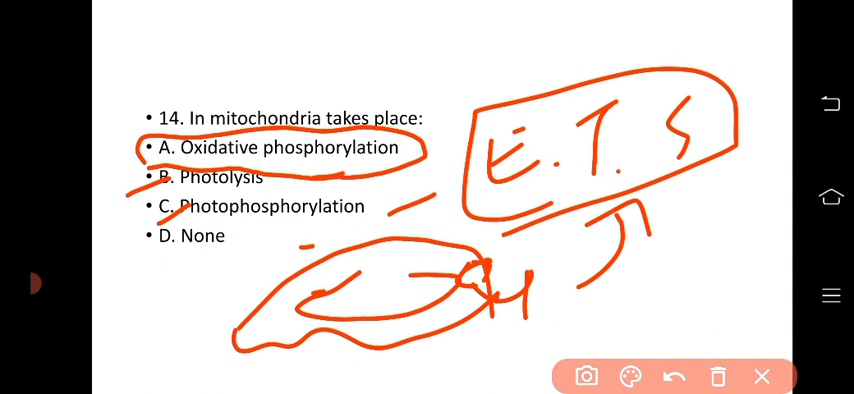 • 14. In mitochondria takes place:
• A. Oxidative phosphorylation
• B. Photolysis
• C. Photophosphorylation
• D. None
E.T.S